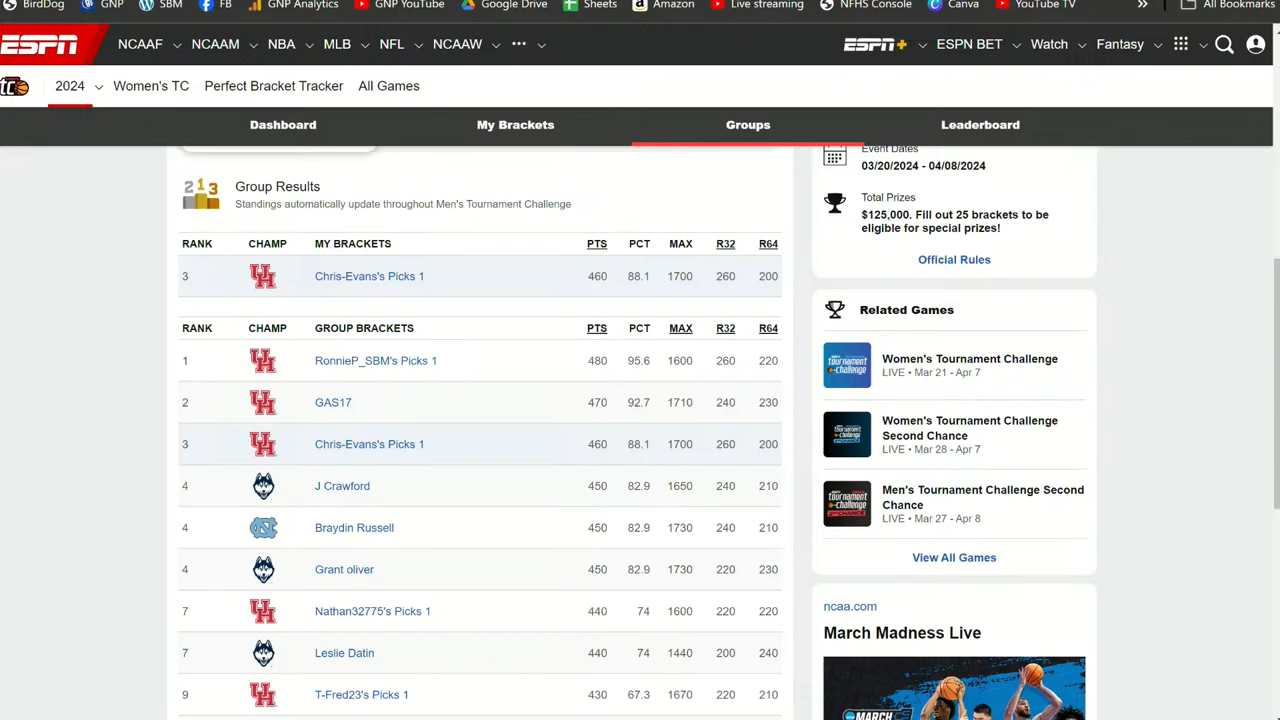 BirdDog GNP SBM FB GNP Analytics GNP YouTube Google Drive Sheets Amazon Live streaming NFHS Console Canva YouTube TV All Bookmarks
ESPN NCAAF NCAAM NBA MLB NFL NCAAW ESPN+ ESPN BET Watch Fantasy
tc 2024 Women's TC Perfect Bracket Tracker All Games
Dashboard My Brackets Groups Leaderboard
Group Results
Standings automatically update throughout Men's Tournament Challenge
RANK CHAMP MY BRACKETS PTS PCT MAX R32 R64
3 UH Chris-Evans's Picks 1 460 88.1 1700 260 200
RANK CHAMP GROUP BRACKETS PTS PCT MAX R32 R64
1 UH RonnieP_SBM's Picks 1 480 95.6 1600 260 220
2 UH GAS17 470 92.7 1710 240 230
3 UH Chris-Evans's Picks 1 460 88.1 1700 260 200
4 J Crawford 450 82.9 1650 240 210
4 NC Braydin Russell 450 82.9 1730 240 210
4 Grant oliver 450 82.9 1730 220 230
7 UH Nathan32775's Picks 1 440 74 1600 220 220
7 Leslie Datin 440 74 1440 200 240
9 UH T-Fred23's Picks 1 430 67.3 1670 220 210
Event Dates
03/20/2024 - 04/08/2024
Total Prizes
$125,000. Fill out 25 brackets to be
eligible for special prizes!
Official Rules
Related Games
Women's Tournament Challenge
LIVE • Mar 21 - Apr 7
Women's Tournament Challenge
Second Chance
LIVE • Mar 28 - Apr 7
Men's Tournament Challenge Second
Chance
LIVE • Mar 27 - Apr 8
View All Games
ncaa.com
March Madness Live
MARCH